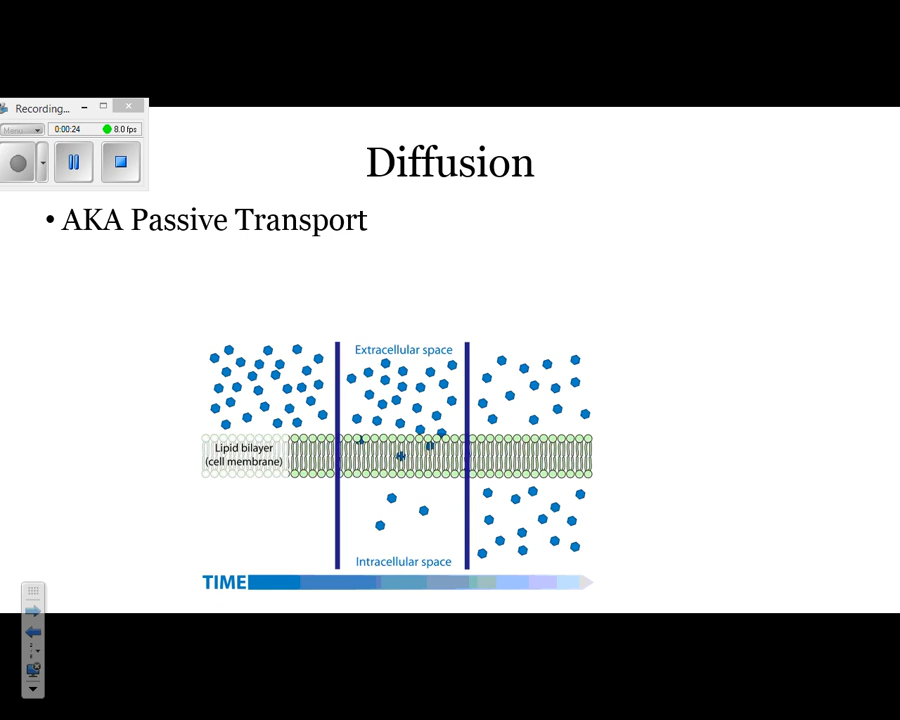 Recording...
Menu
0:00:24
8.0 fps
Diffusion
• AKA Passive Transport
Extracellular space
Lipid bilayer
(cell membrane)
Intracellular space
TIME